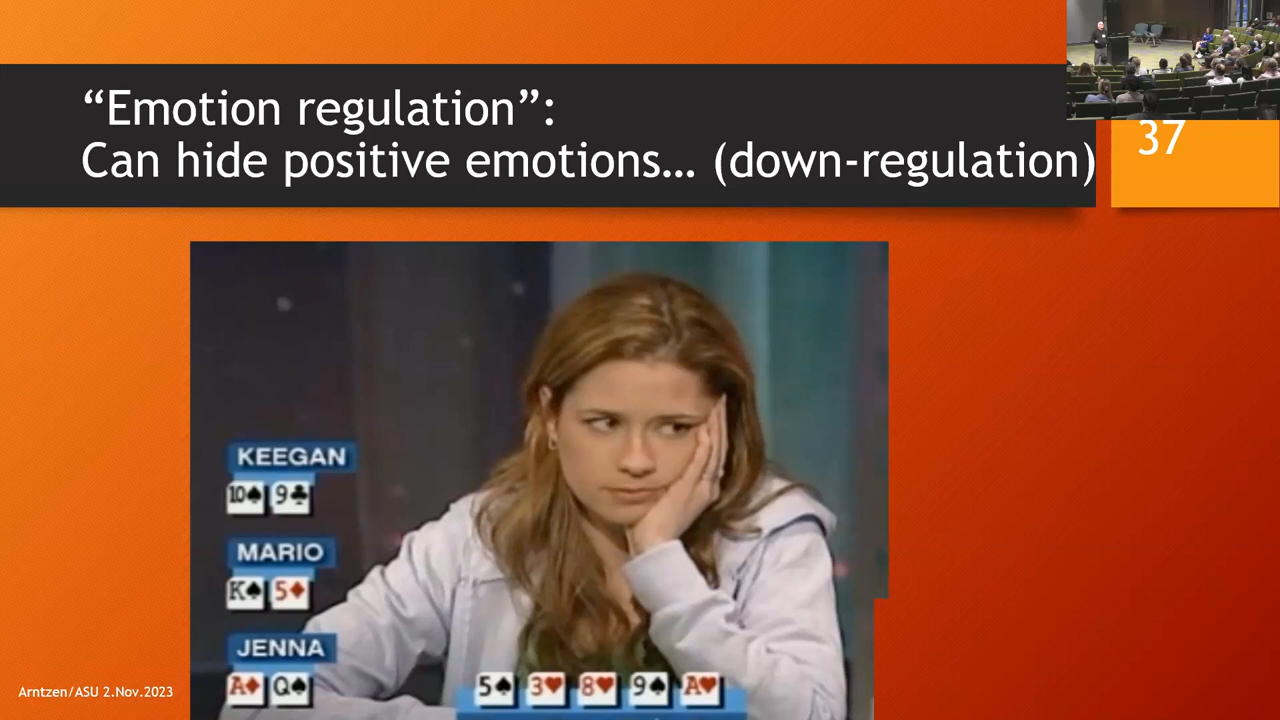 “Emotion regulation”:
Can hide positive emotions... (down-regulation)
37
KEEGAN
10♠ 9♣
MARIO
K♠ 5♦
JENNA
A♦ Q♠
5♠ 3♥ 8♥ 9♠ A♥
Arntzen/ASU 2.Nov.2023